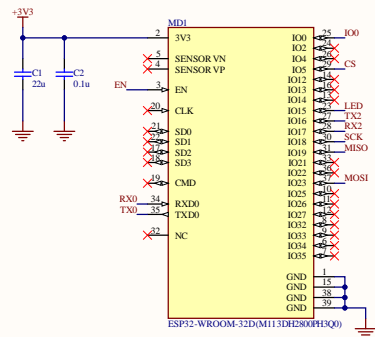 +3V3
MD1
2 3V3
5 SENSOR VN
4 SENSOR VP
EN 3 EN
20 CLK
21 SD0
22 SD1
17 SD2
18 SD3
19 CMD
RX0 34 RXD0
TX0 35 TXD0
32 NC
C1
22u
C2
0.1u
IO0 25 IO0
IO2 24
IO4 26
IO5 29 CS
IO12 14
IO13 16
IO14 13
IO15 23 LED
IO16 27 TX2
IO17 28 RX2
IO18 30 SCK
IO19 31 MISO
IO21 33
IO22 36
IO23 37 MOSI
IO25 10
IO26 11
IO27 12
IO32 8
IO33 9
IO34 6
IO35 7
GND 1
GND 15
GND 38
GND 39
ESP32-WROOM-32D(M113DH2800PH3Q0)